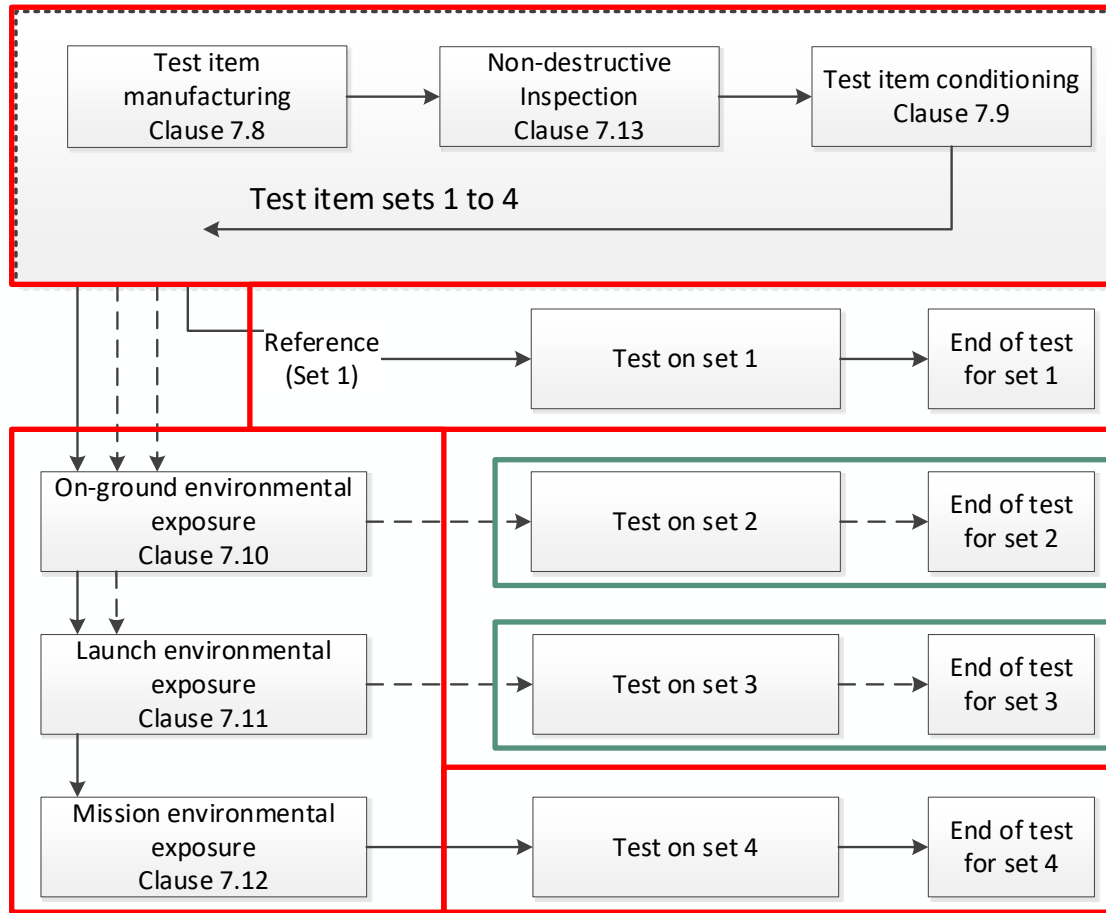 Test item
manufacturing
Clause 7.8
Non-destructive
Inspection
Clause 7.13
Test item conditioning
Clause 7.9
Test item sets 1 to 4
Reference
(Set 1)
Test on set 1
End of test
for set 1
On-ground environmental
exposure
Clause 7.10
Test on set 2
End of test
for set 2
Launch environmental
exposure
Clause 7.11
Test on set 3
End of test
for set 3
Mission environmental
exposure
Clause 7.12
Test on set 4
End of test
for set 4